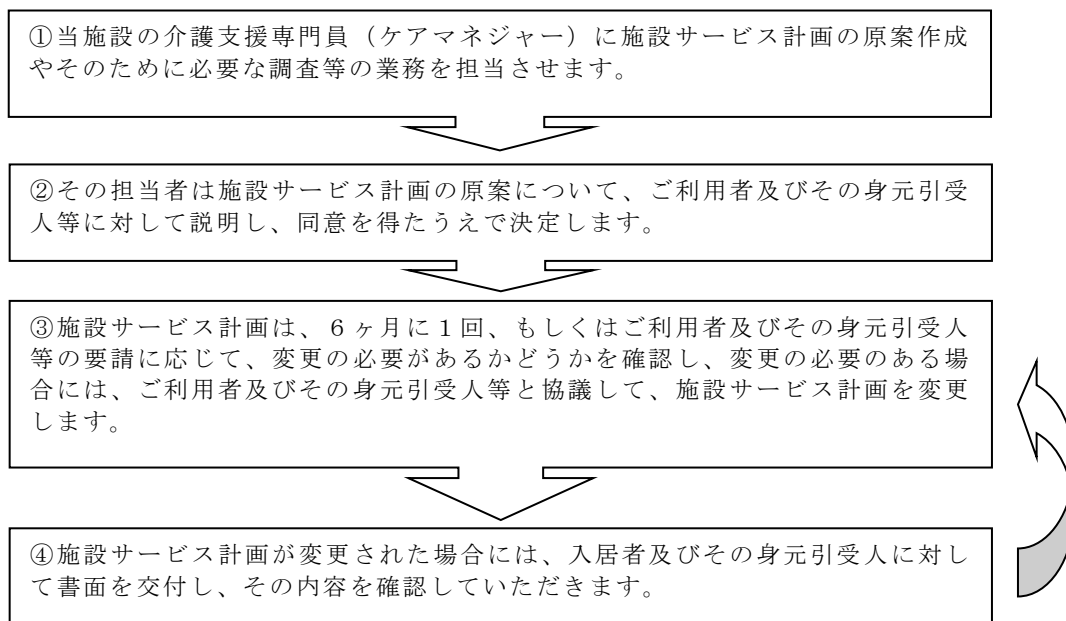 ①当施設の介護支援専門員（ケアマネジャー）に施設サービス計画の原案作成
やそのために必要な調査等の業務を担当させます。
②その担当者は施設サービス計画の原案について、ご利用者及びその身元引受
人等に対して説明し、同意を得たうえで決定します。
③施設サービス計画は、６ヶ月に１回、もしくはご利用者及びその身元引受人
等の要請に応じて、変更の必要があるかどうかを確認し、変更の必要のある場
合には、ご利用者及びその身元引受人等と協議して、施設サービス計画を変更
します。
④施設サービス計画が変更された場合には、入居者及びその身元引受人に対し
て書面を交付し、その内容を確認していただきます。